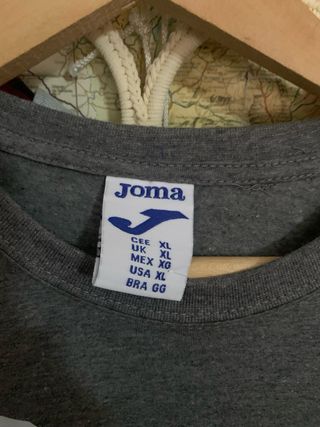 Joma
CEE XL
UK XL
MEX XG
USA XL
BRA GG